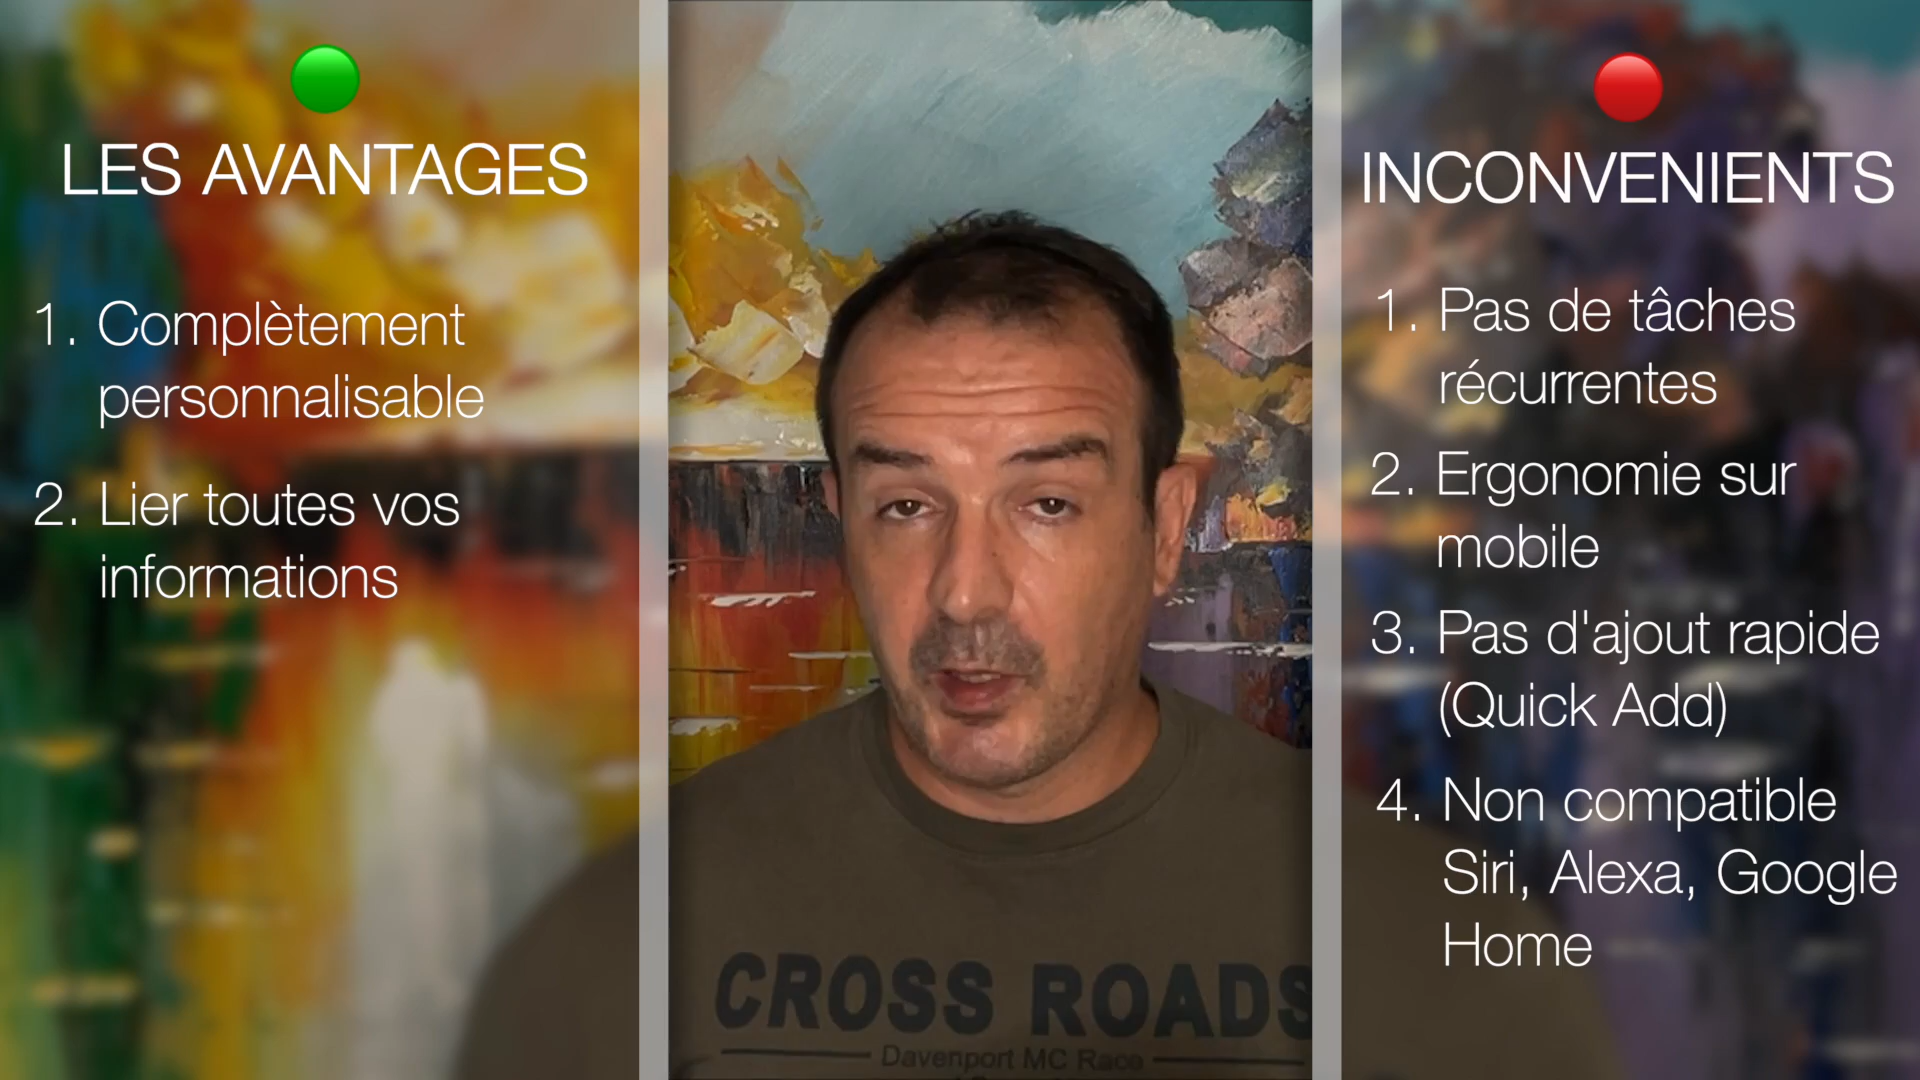 LES AVANTAGES
1. Complètement
personnalisable
2. Lier toutes vos
informations
INCONVENIENTS
1. Pas de tâches
récurrentes
2. Ergonomie sur
mobile
3. Pas d'ajout rapide
(Quick Add)
4. Non compatible
Siri, Alexa, Google
Home
CROSS ROADS
Davenport MC Race